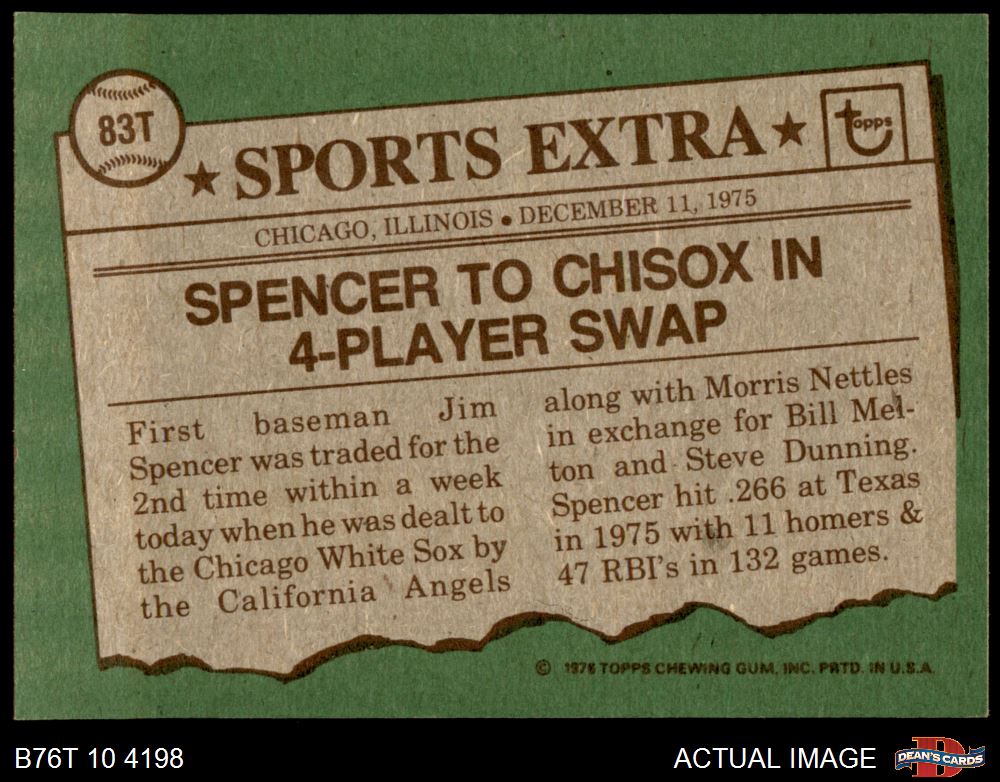 83T
★ SPORTS EXTRA ★
topps
CHICAGO, ILLINOIS • DECEMBER 11, 1975
SPENCER TO CHISOX IN
4-PLAYER SWAP
First baseman Jim
Spencer was traded for the
2nd time within a week
today when he was dealt to
the Chicago White Sox by
the California Angels
along with Morris Nettles
in exchange for Bill Mel-
ton and Steve Dunning.
Spencer hit .266 at Texas
in 1975 with 11 homers &
47 RBI's in 132 games.
© 1976 TOPPS CHEWING GUM, INC. PRTD. IN U.S.A.
B76T 10 4198
ACTUAL IMAGE
D
DEAN'S CARDS